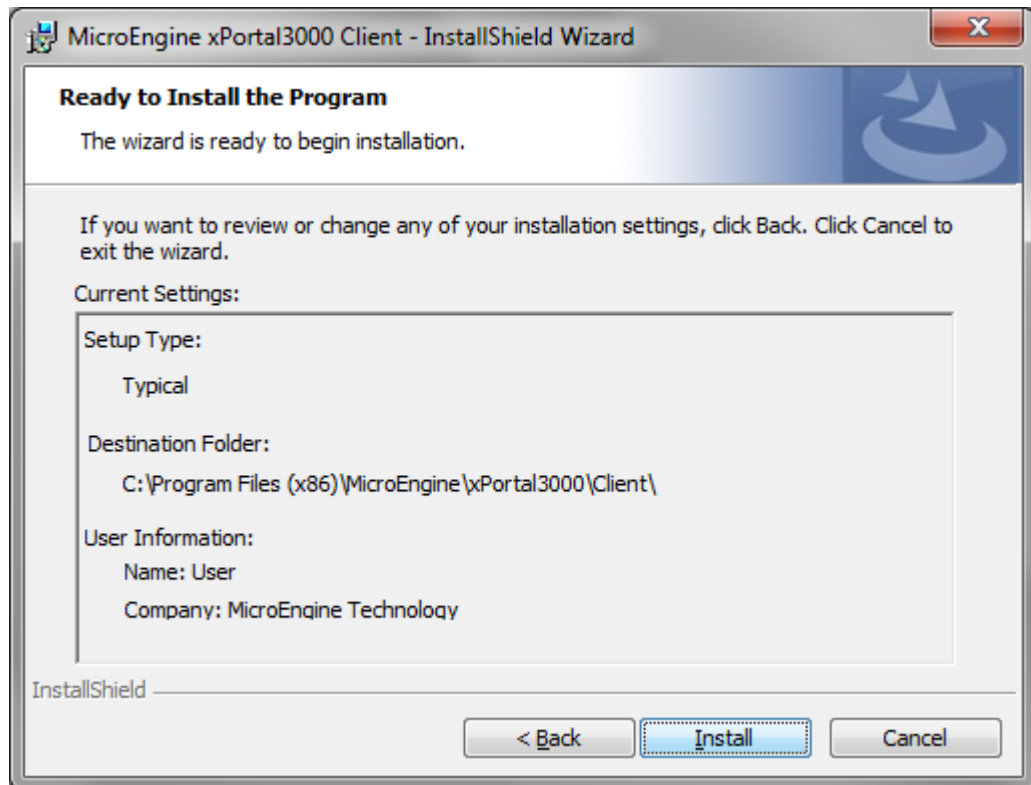 MicroEngine xPortal3000 Client - InstallShield Wizard
Ready to Install the Program
The wizard is ready to begin installation.
If you want to review or change any of your installation settings, click Back. Click Cancel to
exit the wizard.
Current Settings:
Setup Type:
Typical
Destination Folder:
C:\Program Files (x86)\MicroEngine\xPortal3000\Client\
User Information:
Name: User
Company: MicroEngine Technology
InstallShield
< Back Install Cancel